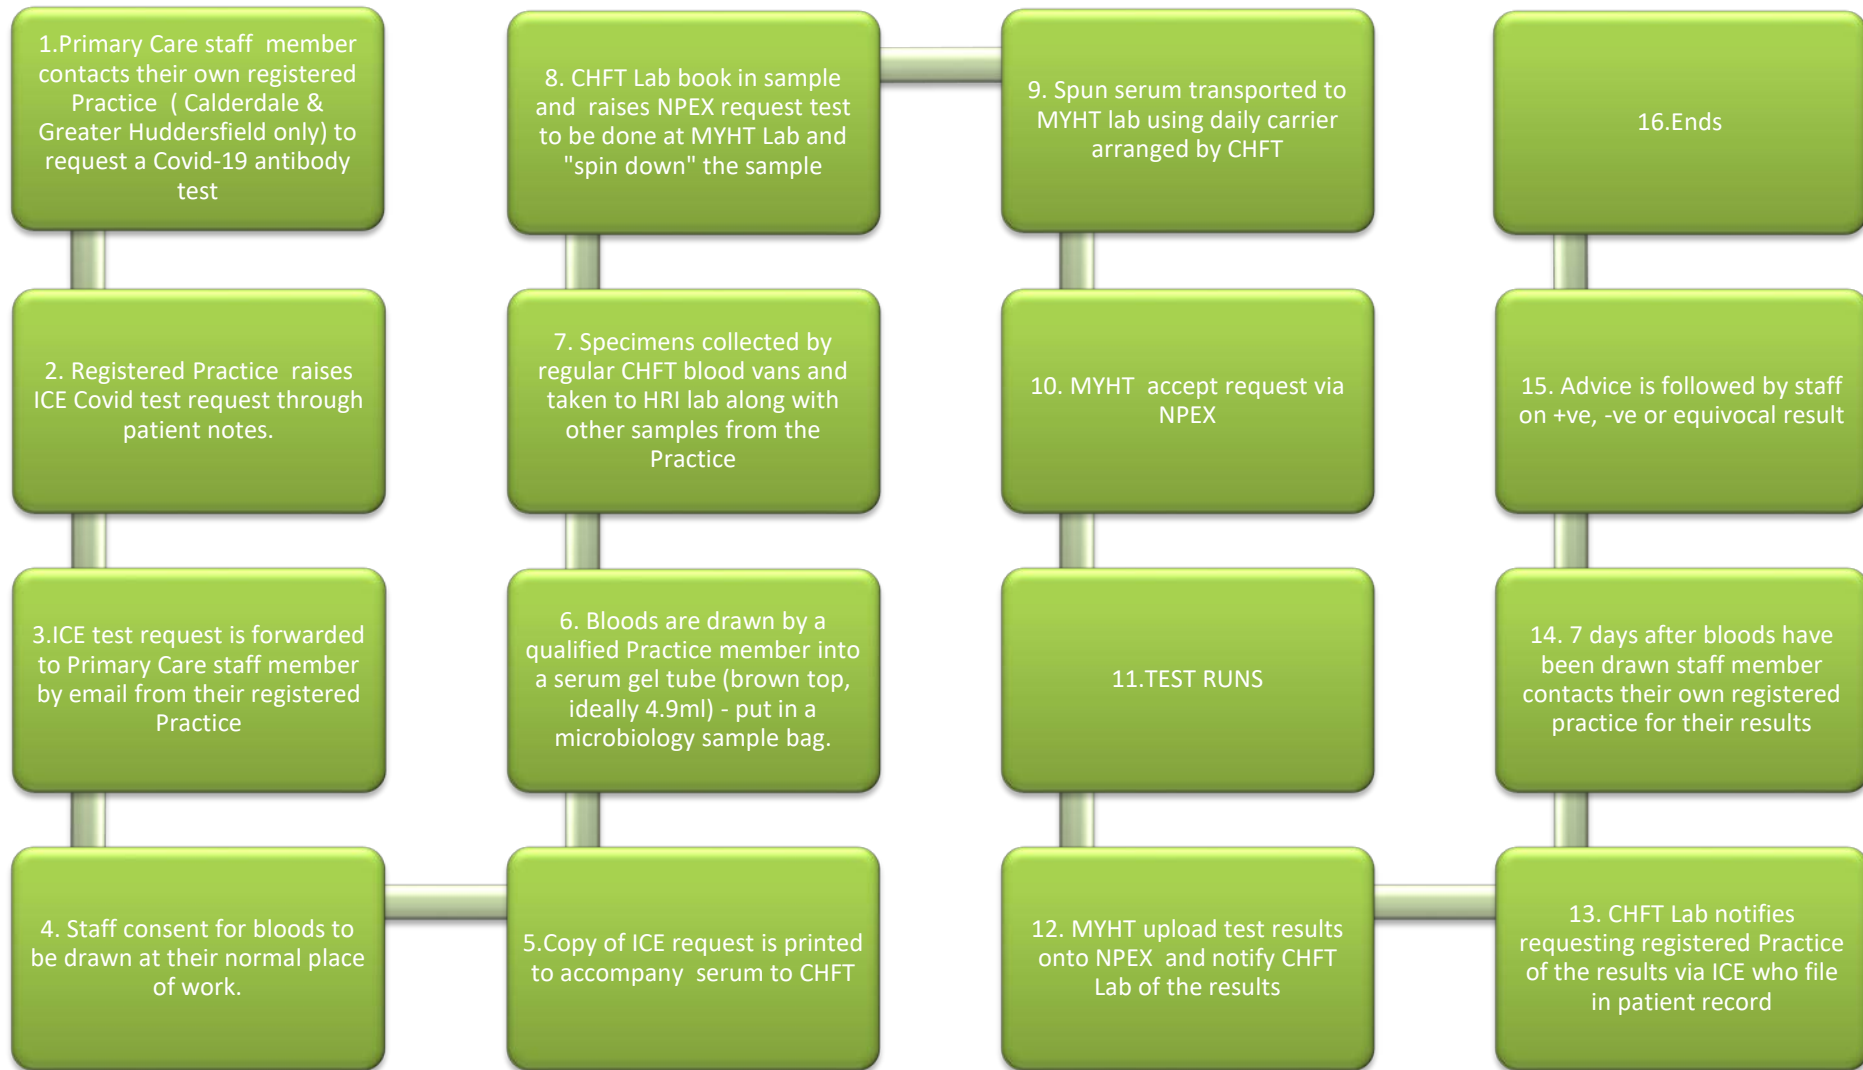 1.Primary Care staff member
contacts their own registered
Practice ( Calderdale &
Greater Huddersfield only) to
request a Covid-19 antibody
test
2. Registered Practice raises
ICE Covid test request through
patient notes.
3.ICE test request is forwarded
to Primary Care staff member
by email from their registered
Practice
4. Staff consent for bloods to
be drawn at their normal place
of work.
5.Copy of ICE request is printed
to accompany serum to CHFT
6. Bloods are drawn by a
qualified Practice member into
a serum gel tube (brown top,
ideally 4.9ml) - put in a
microbiology sample bag.
7. Specimens collected by
regular CHFT blood vans and
taken to HRI lab along with
other samples from the
Practice
8. CHFT Lab book in sample
and raises NPEX request test
to be done at MYHT Lab and
"spin down" the sample
9. Spun serum transported to
MYHT lab using daily carrier
arranged by CHFT
10. MYHT accept request via
NPEX
11.TEST RUNS
12. MYHT upload test results
onto NPEX and notify CHFT
Lab of the results
13. CHFT Lab notifies
requesting registered Practice
of the results via ICE who file
in patient record
14. 7 days after bloods have
been drawn staff member
contacts their own registered
practice for their results
15. Advice is followed by staff
on +ve, -ve or equivocal result
16.Ends